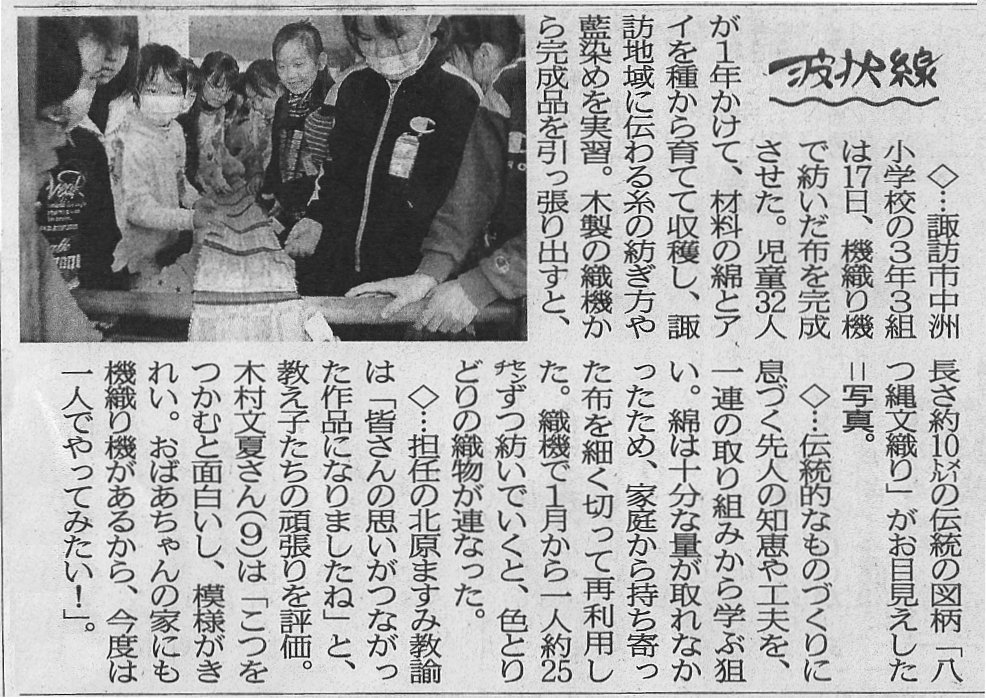 波状線
◇…諏訪市中洲
小学校の３年３組
は17日、機織り機
で紡いだ布を完成
させた。児童32人
が１年かけて、材料の綿とア
イを種から育てて収穫し、諏
訪地域に伝わる糸の紡ぎ方や
藍染めを実習。木製の織機か
ら完成品を引っ張り出すと、
長さ約10㍍の伝統の図柄「八
つ縄文織り」がお目見えした
＝写真。
◇…伝統的なものづくりに
息づく先人の知恵や工夫を、
一連の取り組みから学ぶ狙
い。綿は十分な量が取れなか
ったため、家庭から持ち寄っ
た布を細く切って再利用し
た。織機で１月から一人約25
㌢ずつ紡いでいくと、色とり
どりの織物が連なった。
◇…担任の北原ますみ教諭
は「皆さんの思いがつながっ
た作品になりましたね」と、
教え子たちの頑張りを評価。
木村文夏さん(９)は「こつを
つかむと面白いし、模様がき
れい。おばあちゃんの家にも
機織り機があるから、今度は
一人でやってみたい！」。